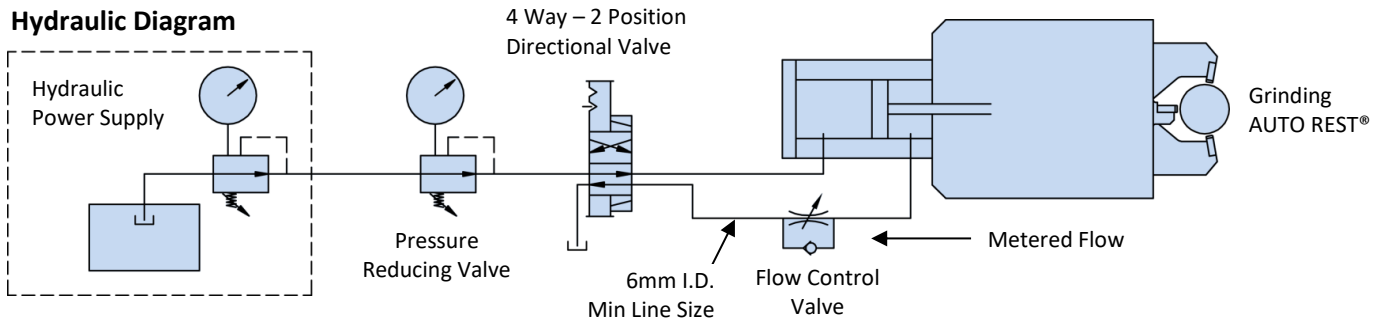 Hydraulic Diagram
Hydraulic
Power Supply
Pressure
Reducing Valve
4 Way – 2 Position
Directional Valve
6mm I.D.
Min Line Size
Flow Control
Valve
Metered Flow
Grinding
AUTO REST®